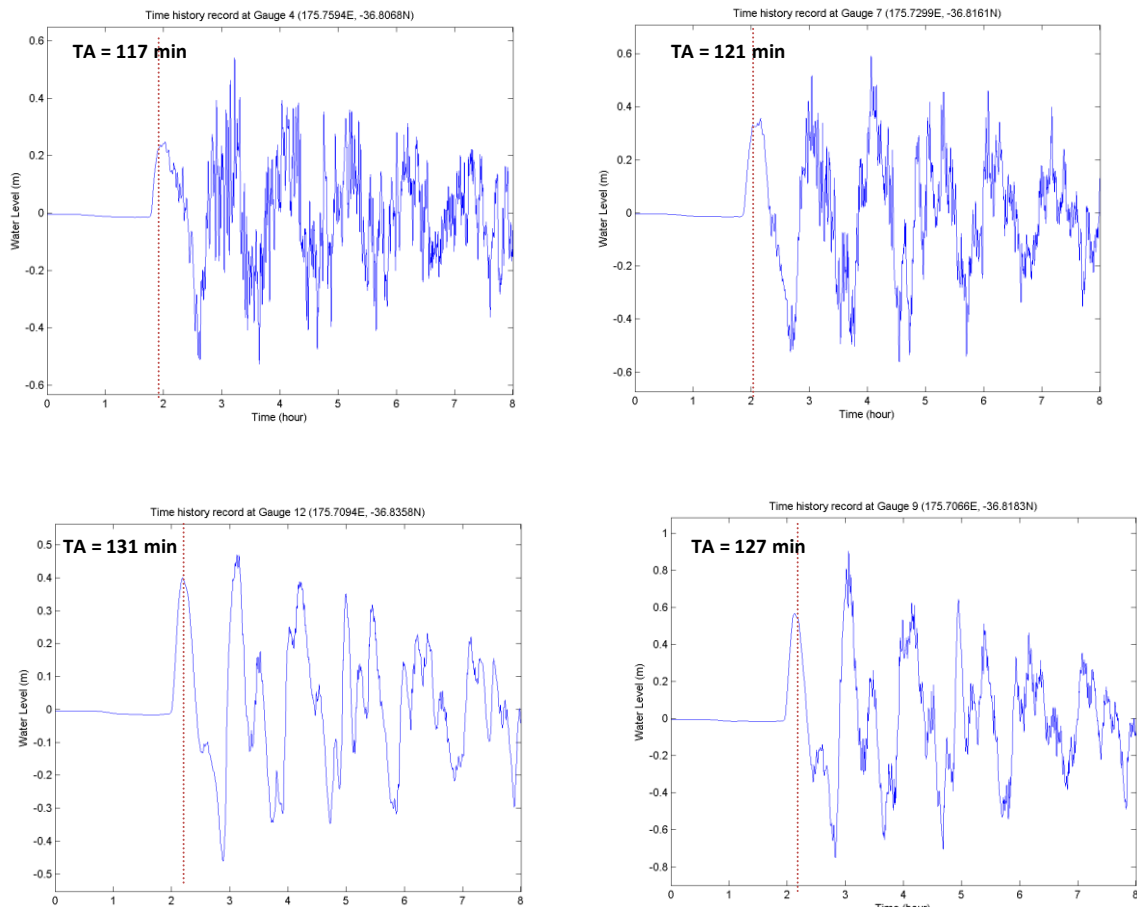 Time history record at Gauge 4 (175.7594E, -36.8068N)
TA = 117 min
0.6
0.4
0.2
0
-0.2
-0.4
-0.6
Water Level (m)
0 1 2 3 4 5 6 7 8
Time (hour)
Time history record at Gauge 7 (175.7299E, -36.8161N)
TA = 121 min
0.6
0.4
0.2
0
-0.2
-0.4
-0.6
Water Level (m)
0 1 2 3 4 5 6 7 8
Time (hour)
Time history record at Gauge 12 (175.7094E, -36.8358N)
TA = 131 min
0.5
0.4
0.3
0.2
0.1
0
-0.1
-0.2
-0.3
-0.4
-0.5
Water Level (m)
0 1 2 3 4 5 6 7 8
Time history record at Gauge 9 (175.7066E, -36.8183N)
TA = 127 min
1
0.8
0.6
0.4
0.2
0
-0.2
-0.4
-0.6
-0.8
Water Level (m)
0 1 2 3 4 5 6 7 8
Time (hour)